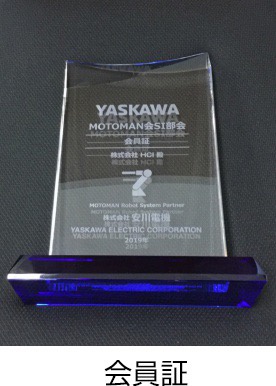 YASKAWA
MOTOMAN会SI部会
会員証
株式会社 HCI 殿
MOTOMAN Robot System Partner
株式会社 安川電機
YASKAWA ELECTRIC CORPORATION
2019年
会員証